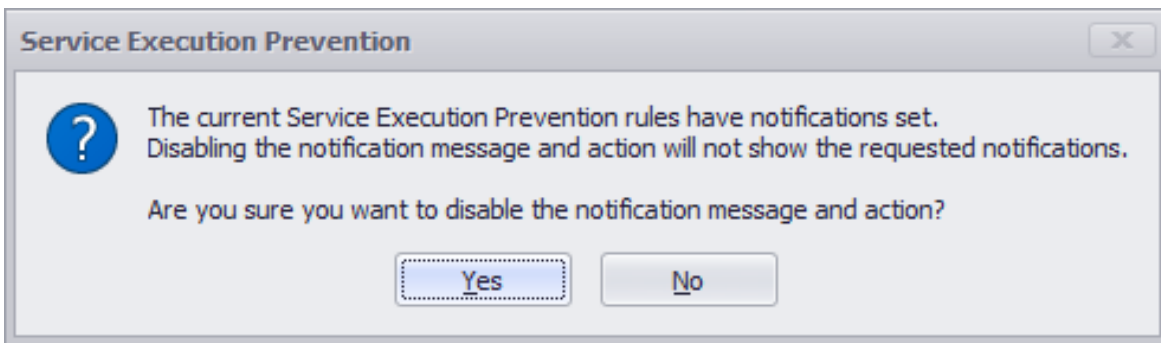 Service Execution Prevention
The current Service Execution Prevention rules have notifications set.
Disabling the notification message and action will not show the requested notifications.
Are you sure you want to disable the notification message and action?
Yes
No